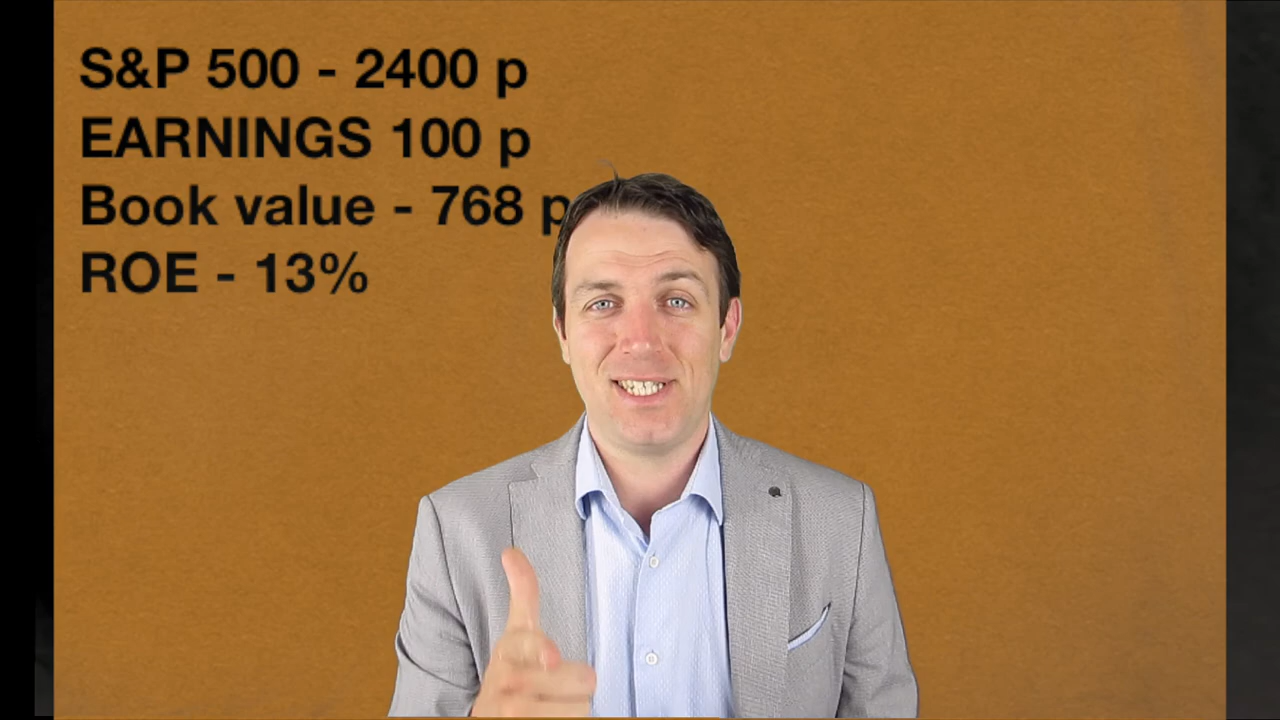 S&P 500 - 2400 p
EARNINGS 100 p
Book value - 768 p
ROE - 13%